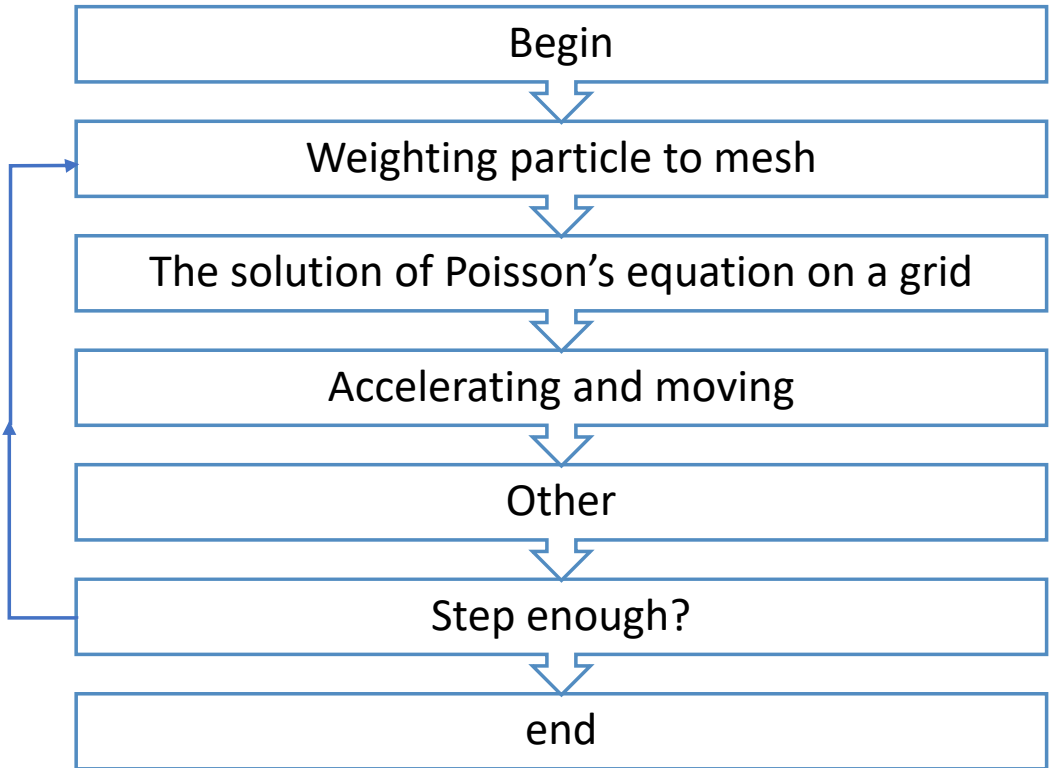 Begin
Weighting particle to mesh
The solution of Poisson’s equation on a grid
Accelerating and moving
Other
Step enough?
end